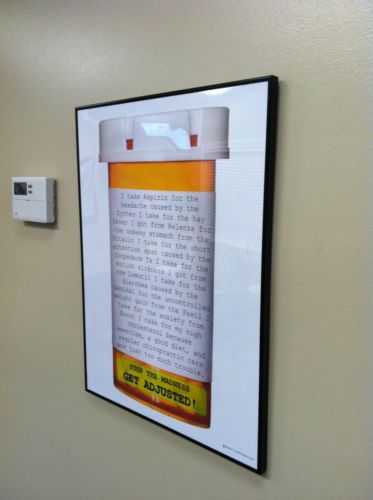 I take Aspirin for the
headache caused by the
Zyrtec I take for the hay
fever I got from Relenza for
the uneasy stomach from the
Ritalin I take for the short
attention span caused by the
Scopoderm Ts I take for the
motion sickness I got from
the Lomotil I take for the
diarrhea caused by the
Xenikal for the uncontrolled
weight gain from the Paxil I
take for the anxiety from
Zocor I take for my high
cholesterol because
exercise, a good diet, and
regular chiropractic care
are just too much trouble.
STOP THE MADNESS
GET ADJUSTED!